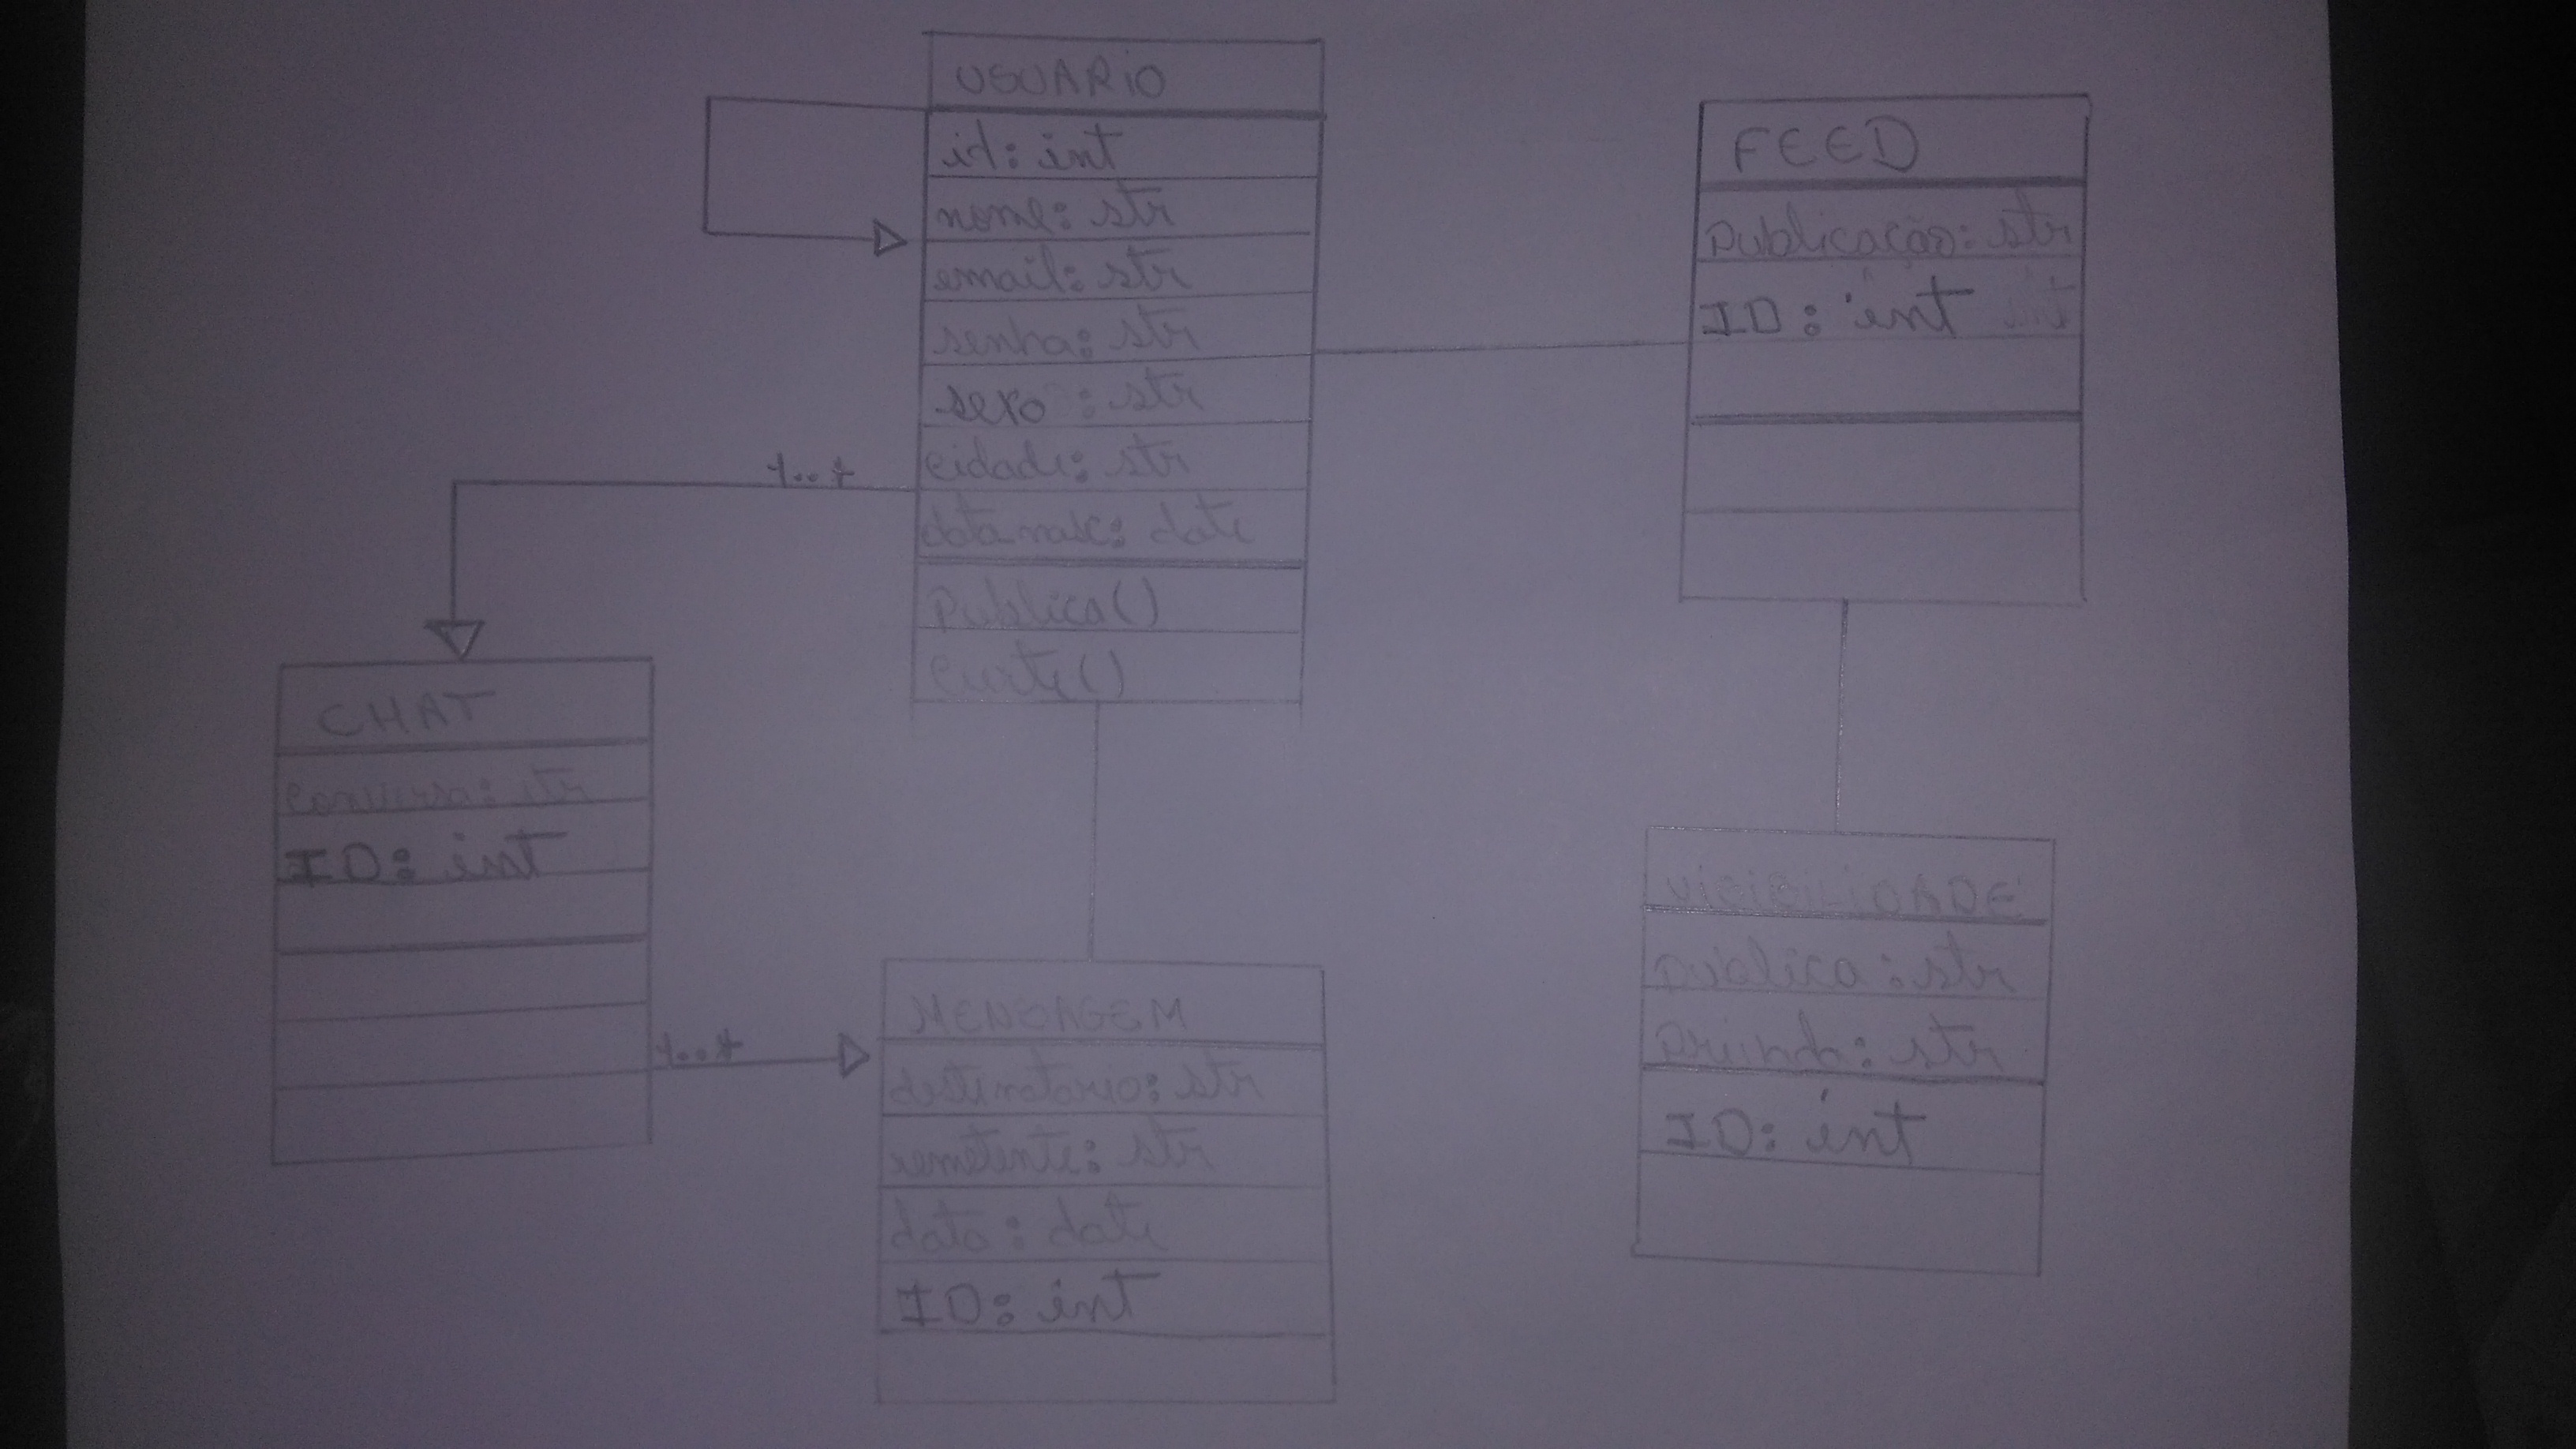 USUARIO
id: int
nome: str
email: str
senha: str
sexo : str
cidade: str
data nasc: date
publica()
curte()
FEED
publicação: str
ID: int int
1..*
CHAT
conversa: str
ID: int
1..*
MENSAGEM
destinatario: str
remetente: str
data: date
ID: int
VISIBILIDADE
publica: str
: str
ID: int